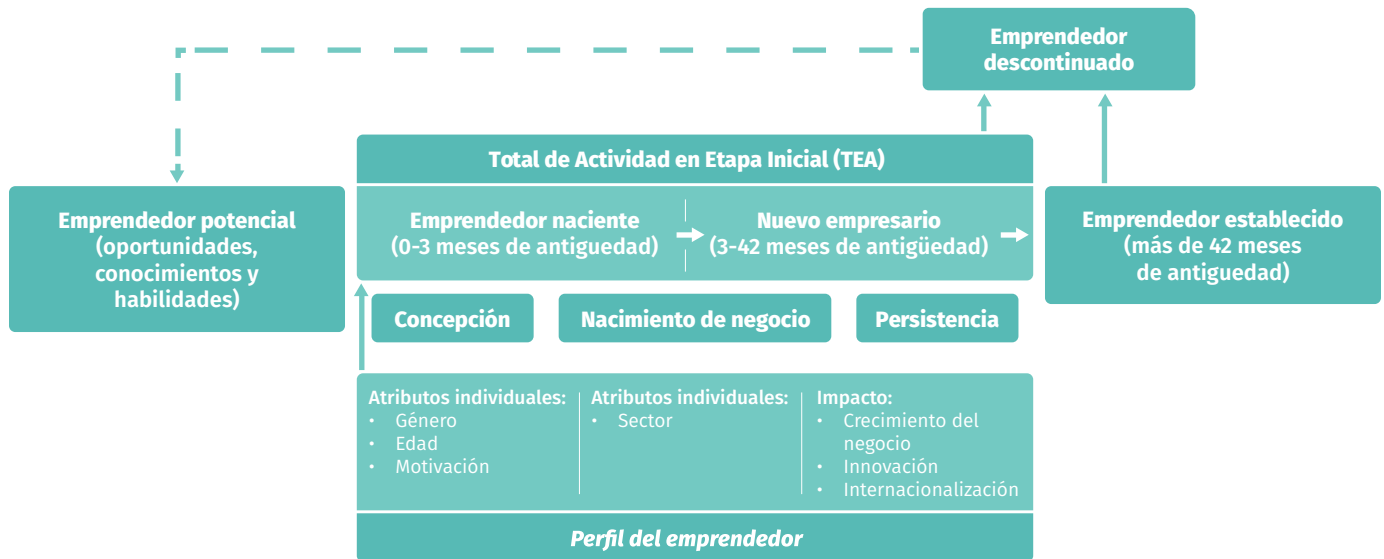 Emprendedor
descontinuado
Total de Actividad en Etapa Inicial (TEA)
Emprendedor potencial
(oportunidades,
conocimientos y
habilidades)
Emprendedor naciente
(0-3 meses de antiguedad)
Nuevo empresario
(3-42 meses de antigüedad)
Emprendedor establecido
(más de 42 meses
de antiguedad)
Concepción
Nacimiento de negocio
Persistencia
Atributos individuales:
• Género
• Edad
• Motivación
Atributos individuales:
• Sector
Impacto:
• Crecimiento del
negocio
• Innovación
• Internacionalización
Perfil del emprendedor